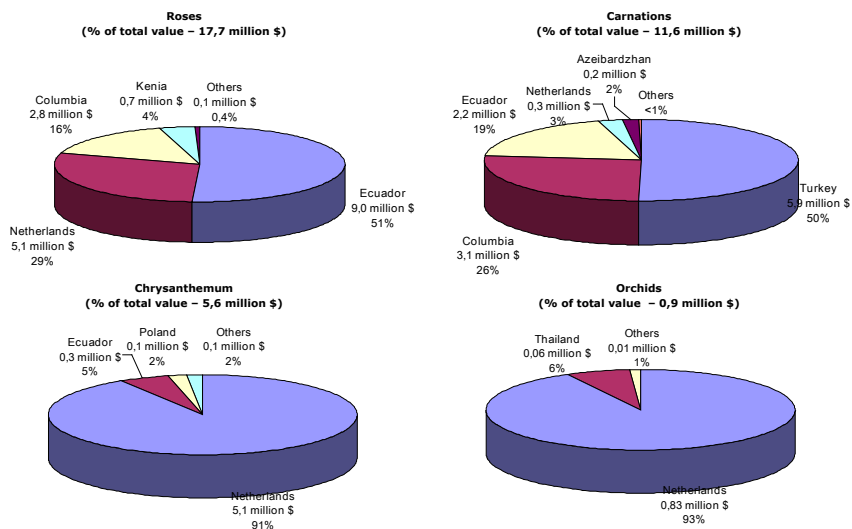 Roses
(% of total value – 17,7 million $)
Kenia
0,7 million $
4%
Others
0,1 million $
0,4%
Columbia
2,8 million $
16%
Ecuador
9,0 million $
51%
Netherlands
5,1 million $
29%
Carnations
(% of total value – 11,6 million $)
Azeibardzhan
0,2 million $
2%
Netherlands
0,3 million $
3%
Others
<1%
Ecuador
2,2 million $
19%
Turkey
5,9 million $
50%
Columbia
3,1 million $
26%
Chrysanthemum
(% of total value – 5,6 million $)
Ecuador
0,3 million $
5%
Poland
0,1 million $
2%
Others
0,1 million $
2%
Netherlands
5,1 million $
91%
Orchids
(% of total value – 0,9 million $)
Thailand
0,06 million $
6%
Others
0,01 million $
1%
Netherlands
0,83 million $
93%